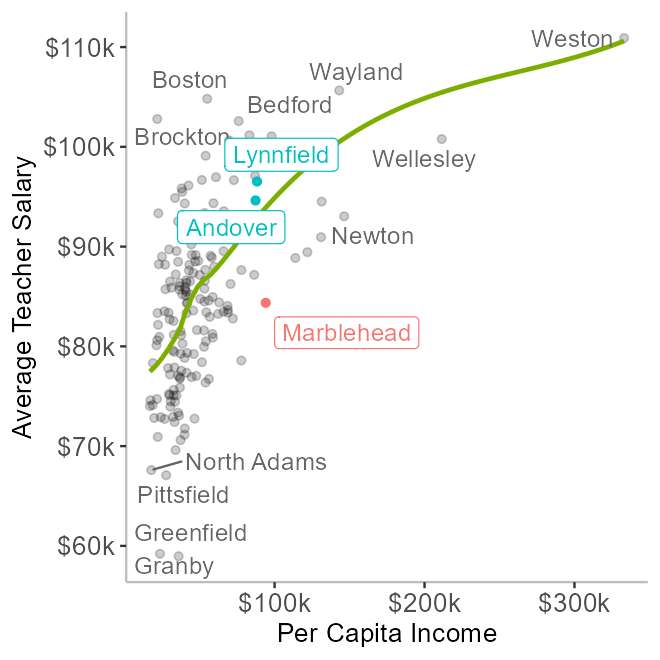 $110k
Weston
Wayland
Boston
Bedford
Brockton
$100k
Lynnfield
Wellesley
Andover
$90k
Newton
Marblehead
$80k
$70k
North Adams
Pittsfield
Greenfield
$60k
Granby
Average Teacher Salary
$100k
$200k
$300k
Per Capita Income